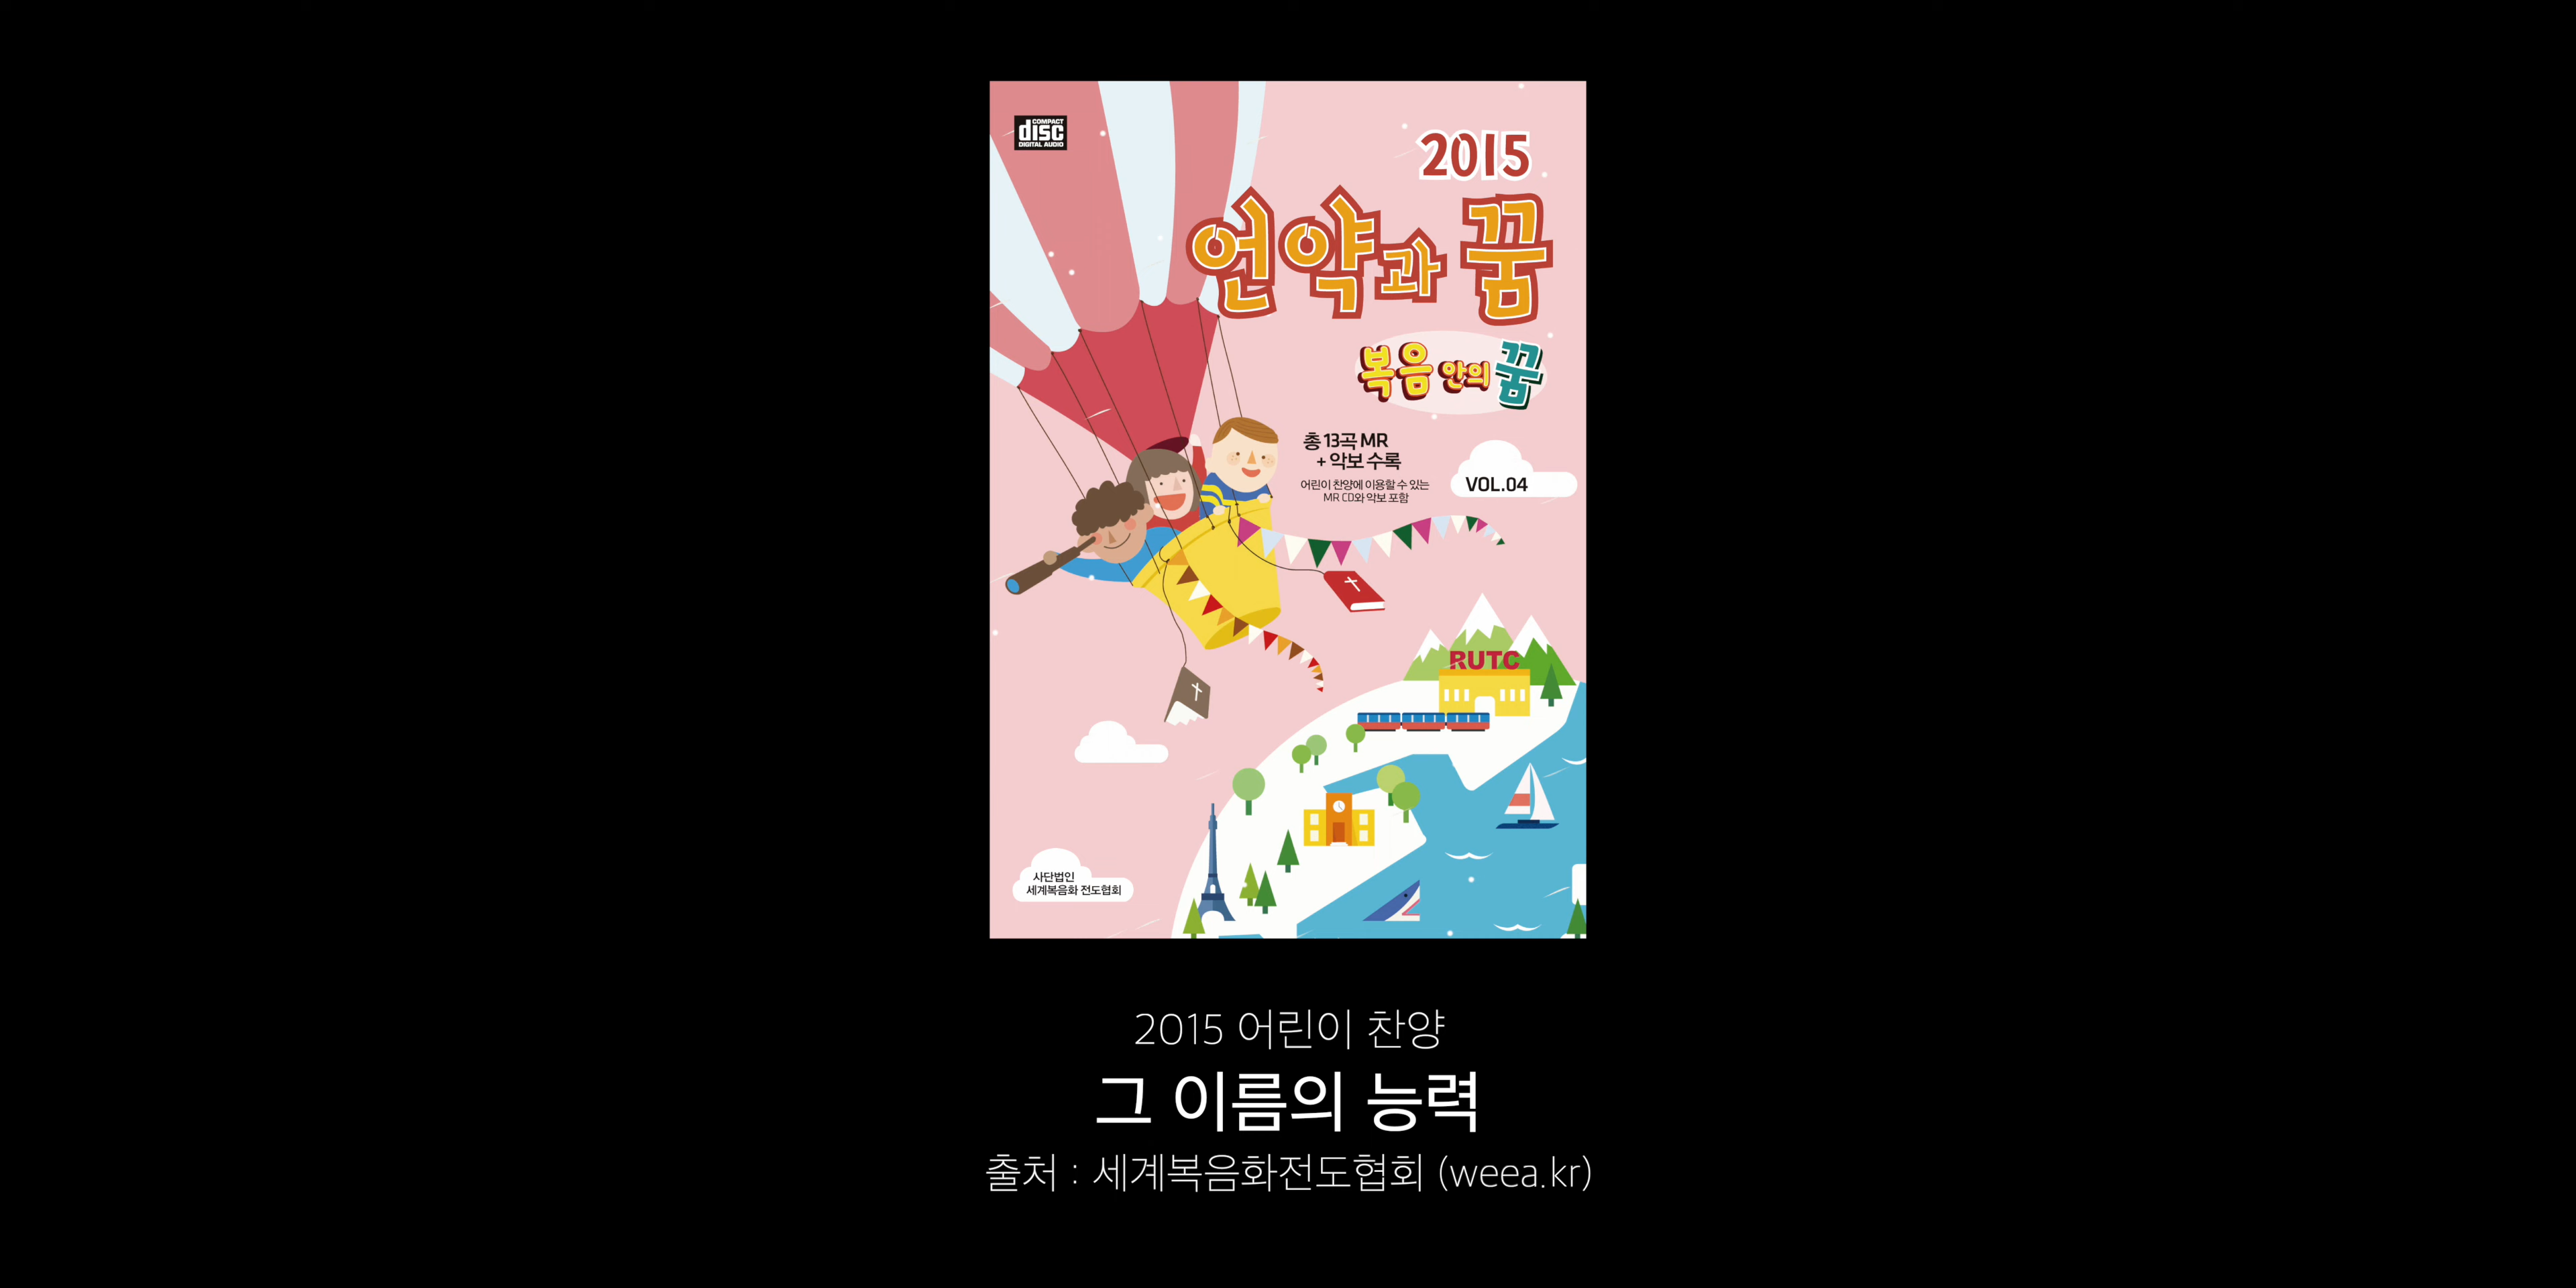 COMPACT
disc
DIGITAL AUDIO
2015
언약과 꿈
복음 안의 꿈
총 13곡 MR
+ 악보 수록
어린이 찬양에 이용할 수 있는
MR CD와 악보 포함
VOL.04
RUTC
사단법인
세계복음화 전도협회
2015 어린이 찬양
그 이름의 능력
출처 : 세계복음화전도협회 (weea.kr)